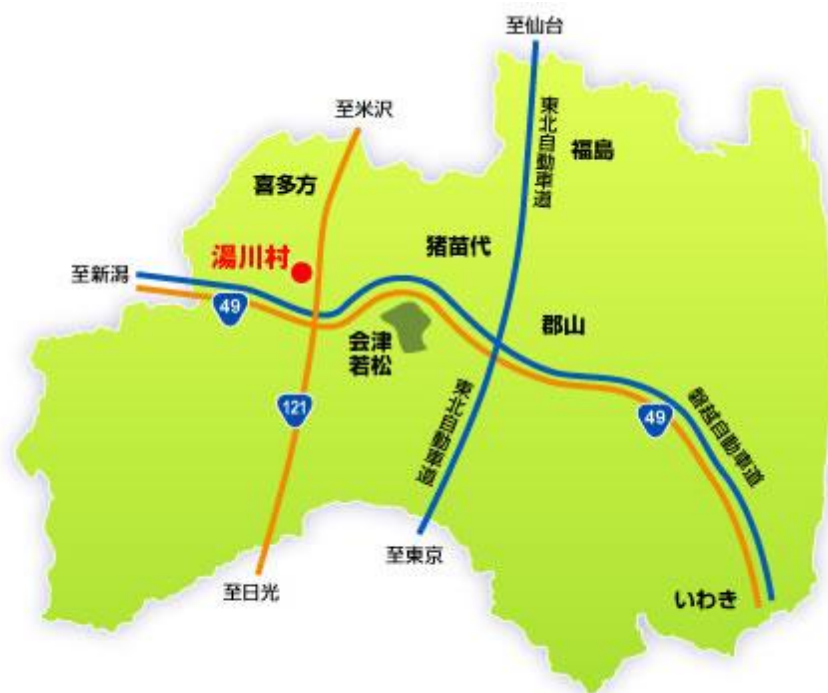 至仙台
至米沢
東北自動車道
福島
喜多方
猪苗代
湯川村
至新潟
49
郡山
会津
若松
121
東北自動車道
49
磐越自動車道
至東京
至日光
いわき